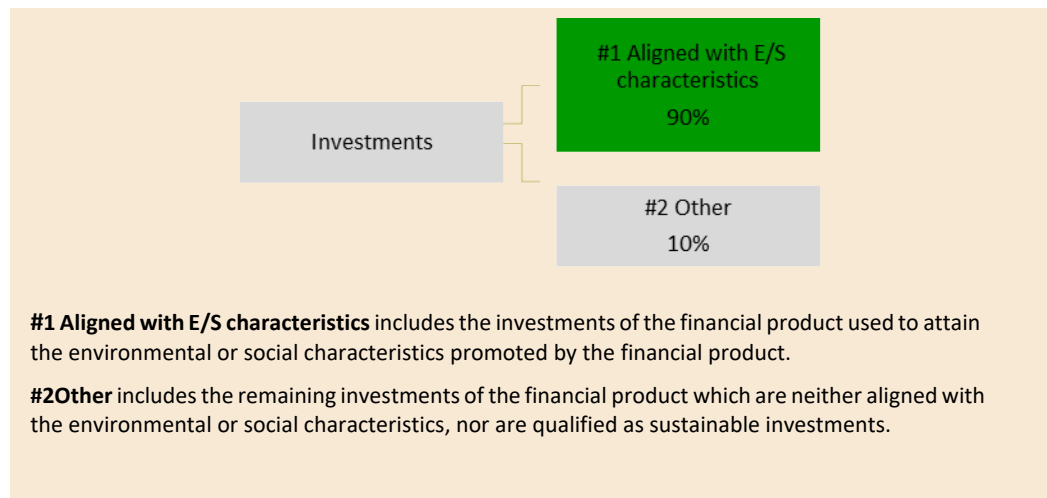 #1 Aligned with E/S
characteristics
90%
Investments
#2 Other
10%
#1 Aligned with E/S characteristics includes the investments of the financial product used to attain
the environmental or social characteristics promoted by the financial product.
#2Other includes the remaining investments of the financial product which are neither aligned with
the environmental or social characteristics, nor are qualified as sustainable investments.